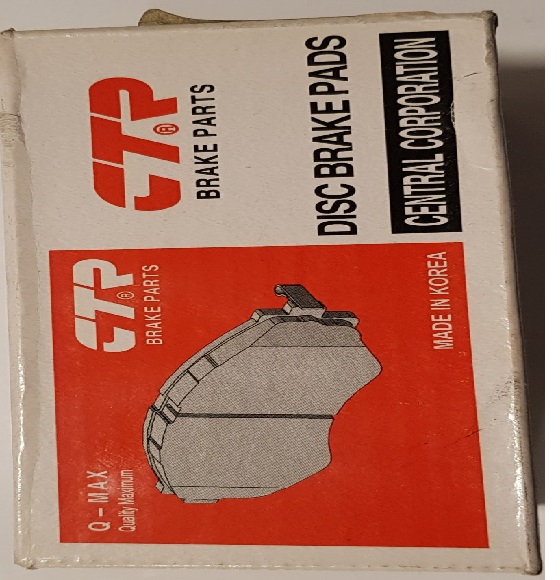 CTP®
BRAKE PARTS
DISC BRAKE PADS
CENTRAL CORPORATION
Q-MAX
Quality Maximum
CTP®
BRAKE PARTS
MADE IN KOREA